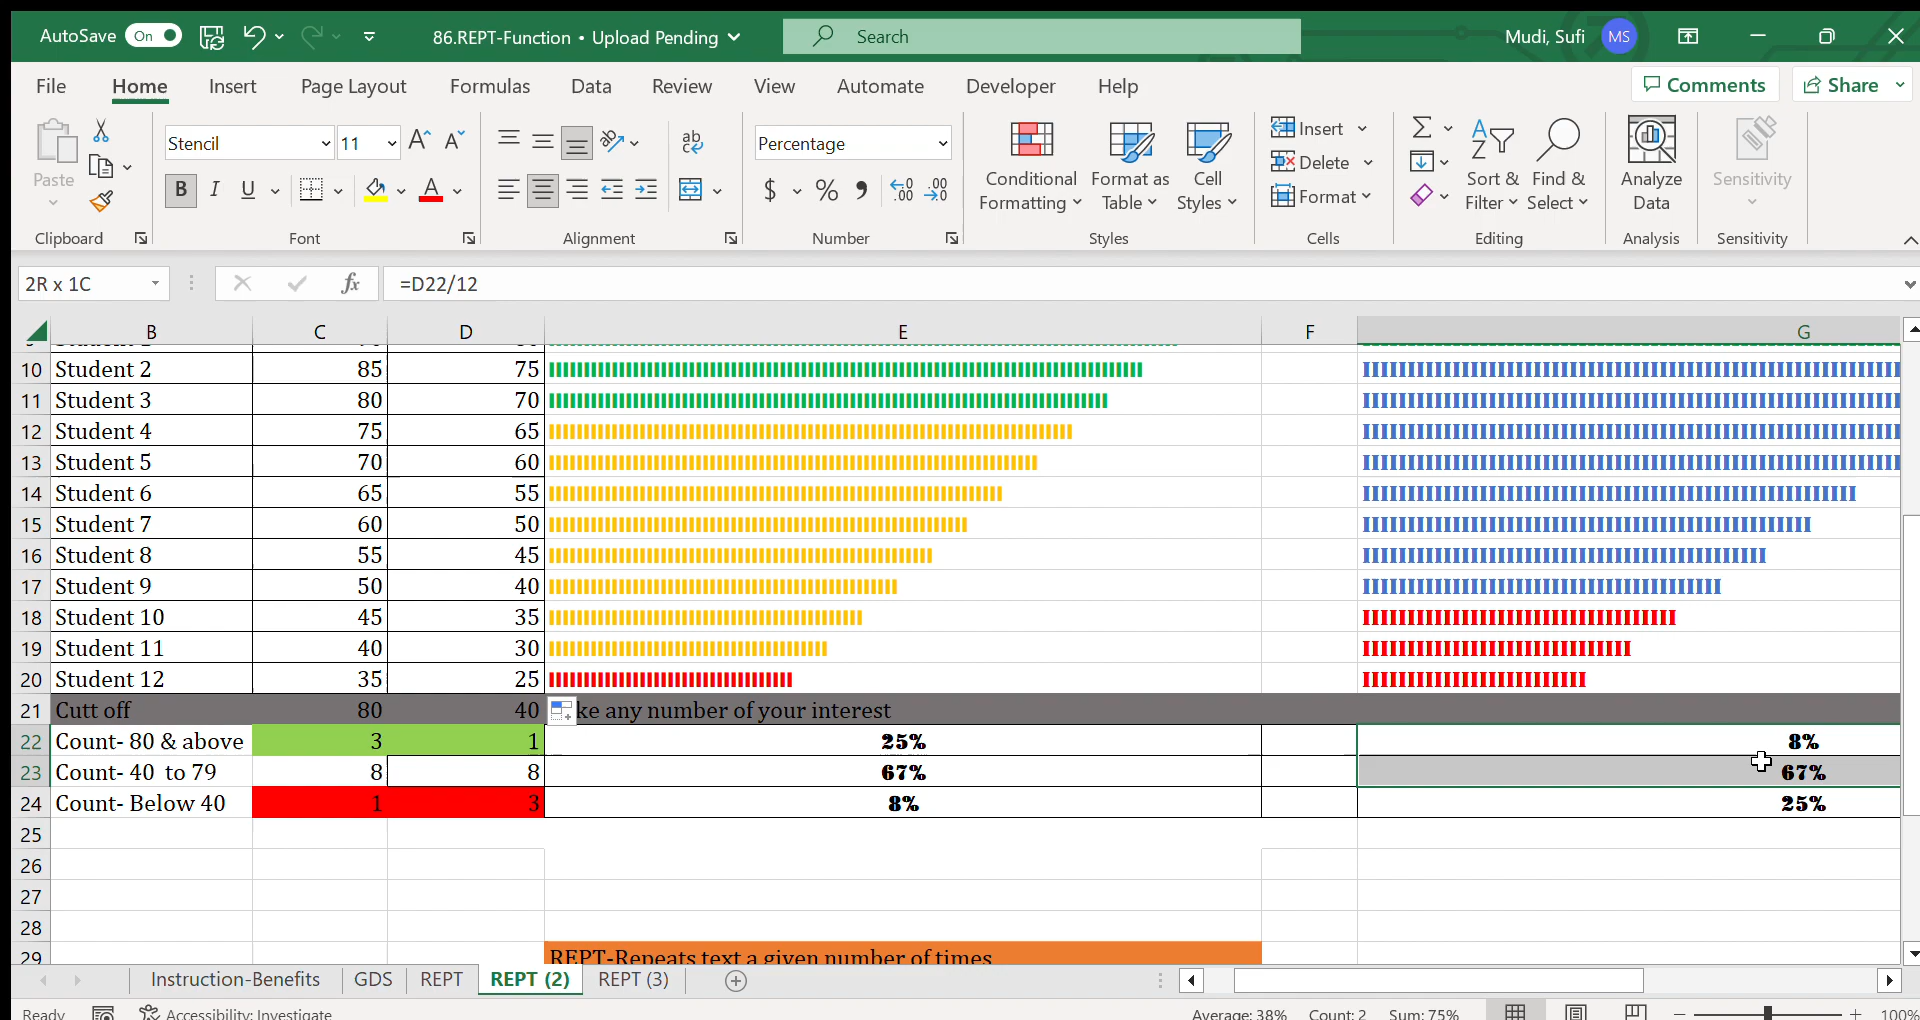 AutoSave On 86.REPT-Function • Upload Pending Search Mudi, Sufi MS
File Home Insert Page Layout Formulas Data Review View Automate Developer Help Comments Share
Paste
Clipboard
Stencil 11
B I U A
Font
ab
Alignment
Percentage
$ % 9 .00
Number
Conditional Formatting
Format as Table
Cell Styles
Styles
Insert
Delete
Format
Cells
Sort & Filter
Find & Select
Editing
Analyze Data
Analysis
Sensitivity
Sensitivity
2R x 1C fx =D22/12
B C D E F G
10 Student 2 85 75
11 Student 3 80 70
12 Student 4 75 65
13 Student 5 70 60
14 Student 6 65 55
15 Student 7 60 50
16 Student 8 55 45
17 Student 9 50 40
18 Student 10 45 35
19 Student 11 40 30
20 Student 12 35 25
21 Cutt off 80 40 ke any number of your interest
22 Count- 80 & above 3 1 25% 8%
23 Count- 40 to 79 8 8 67% 67%
24 Count- Below 40 1 3 8% 25%
25
26
27
28
29 REPT-Repeats text a given number of times
Instruction-Benefits GDS REPT REPT (2) REPT (3)
Ready Accessibility: Investigate Average: 38% Count: 2 Sum: 75% 100%